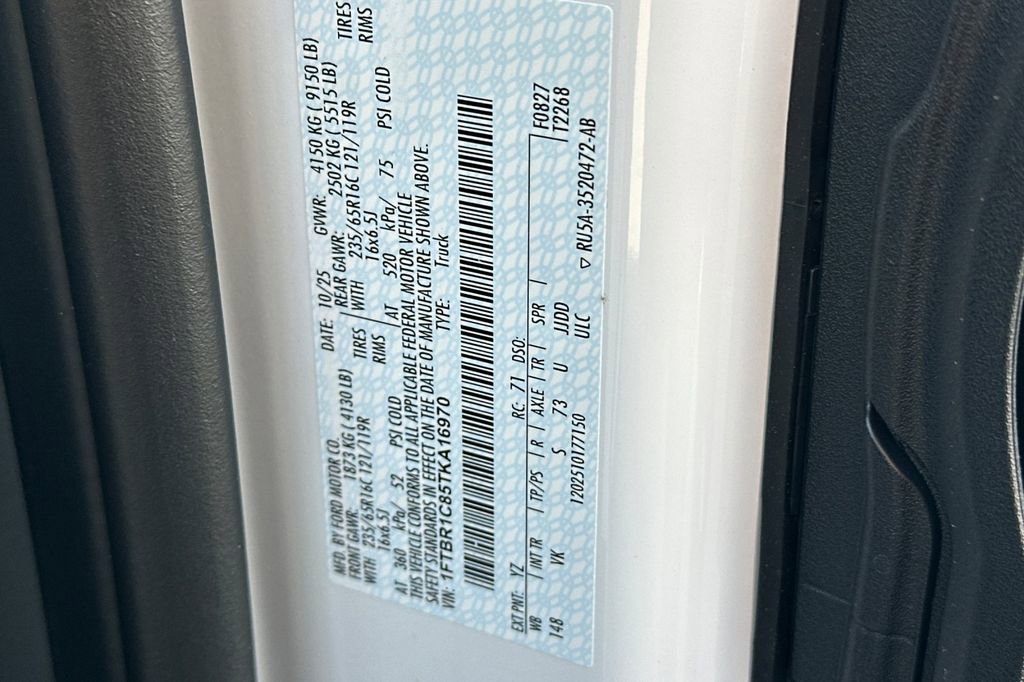 MFD. BY FORD MOTOR CO. DATE: 10/25 GVWR: 4150 KG ( 9150 LB)
FRONT GAWR: 1873 KG ( 4130 LB) REAR GAWR: 2502 KG ( 5515 LB)
WITH 235/65R16C 121/119R TIRES WITH 235/65R16C 121/119R TIRES
16x6.5J RIMS 16x6.5J RIMS
AT 360 kPa/ 52 PSI COLD AT 520 kPa/ 75 PSI COLD
THIS VEHICLE CONFORMS TO ALL APPLICABLE FEDERAL MOTOR VEHICLE
SAFETY STANDARDS IN EFFECT ON THE DATE OF MANUFACTURE SHOWN ABOVE.
VIN: 1FTBR1C85TKA16970 TYPE: Truck
EXT PNT: YZ RC: 71 DSO: F0827
WB INT TR TP/PS R AXLE TR SPR T2268
148 VK S 73 U JJDD
1202510177150 ULC ▽ RU5A-3520472-AB